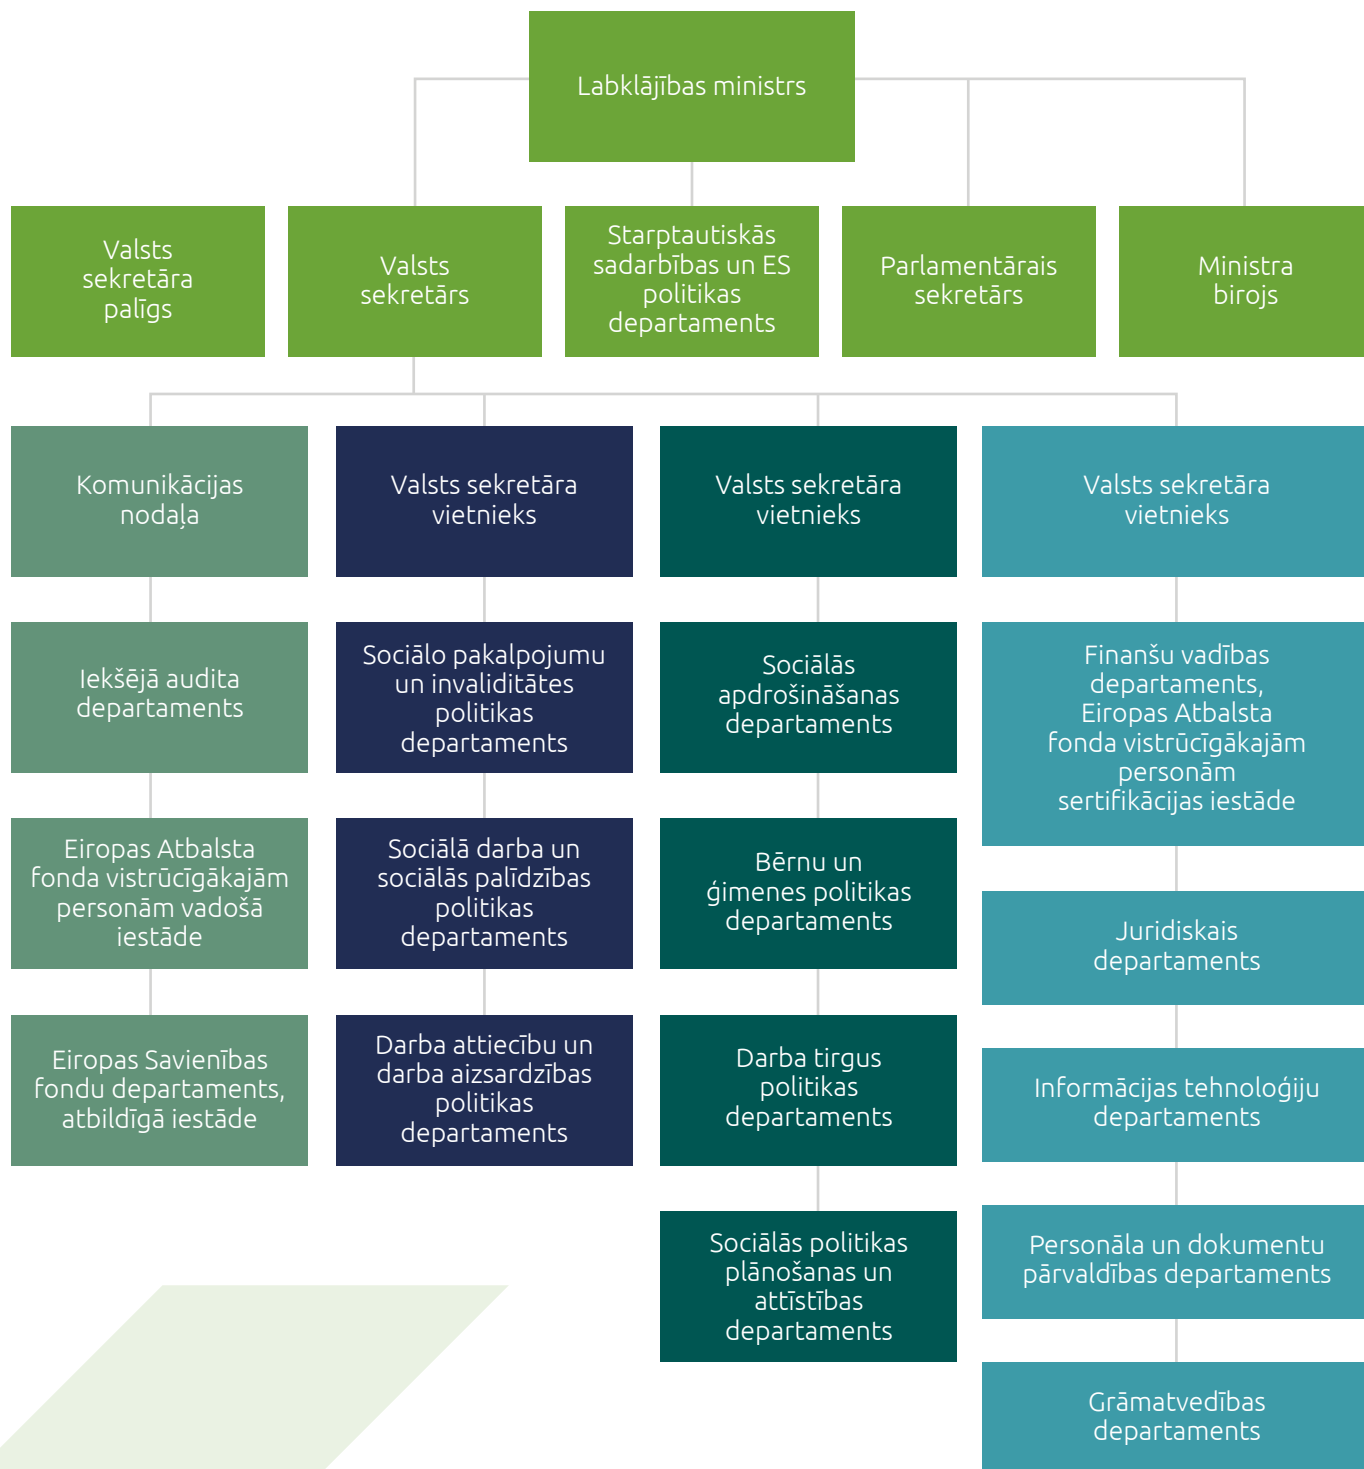 Labklājības ministrs
Valsts
sekretāra
palīgs
Valsts
sekretārs
Starptautiskās
sadarbības un ES
politikas
departaments
Parlamentārais
sekretārs
Ministra
birojs
Komunikācijas
nodaļa
Valsts sekretāra
vietnieks
Valsts sekretāra
vietnieks
Valsts sekretāra
vietnieks
Iekšējā audita
departaments
Sociālo pakalpojumu
un invaliditātes
politikas
departaments
Sociālās
apdrošināšanas
departaments
Finanšu vadības
departaments,
Eiropas Atbalsta
fonda vistrūcīgākajām
personām
sertifikācijas iestāde
Eiropas Atbalsta
fonda vistrūcīgākajām
personām vadošā
iestāde
Sociālā darba un
sociālās palīdzības
politikas
departaments
Bērnu un
ģimenes politikas
departaments
Juridiskais
departaments
Eiropas Savienības
fondu departaments,
atbildīgā iestāde
Darba attiecību un
darba aizsardzības
politikas
departaments
Darba tirgus
politikas
departaments
Informācijas tehnoloģiju
departaments
Sociālās politikas
plānošanas un
attīstības
departaments
Personāla un dokumentu
pārvaldības departaments
Grāmatvedības
departaments